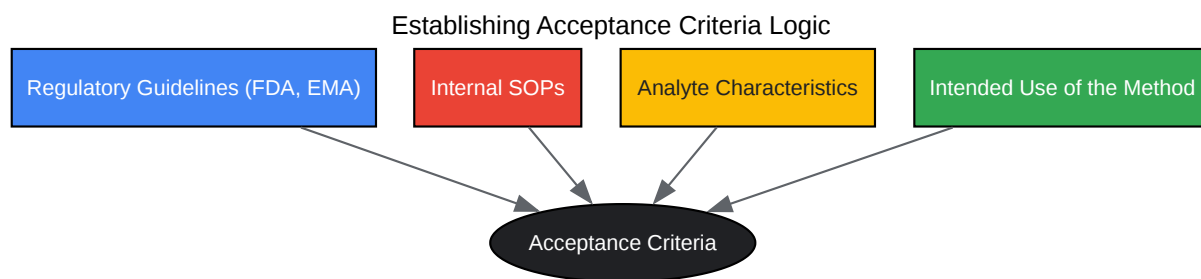 Establishing Acceptance Criteria Logic
Regulatory Guidelines (FDA, EMA)
Internal SOPs
Analyte Characteristics
Intended Use of the Method
Acceptance Criteria